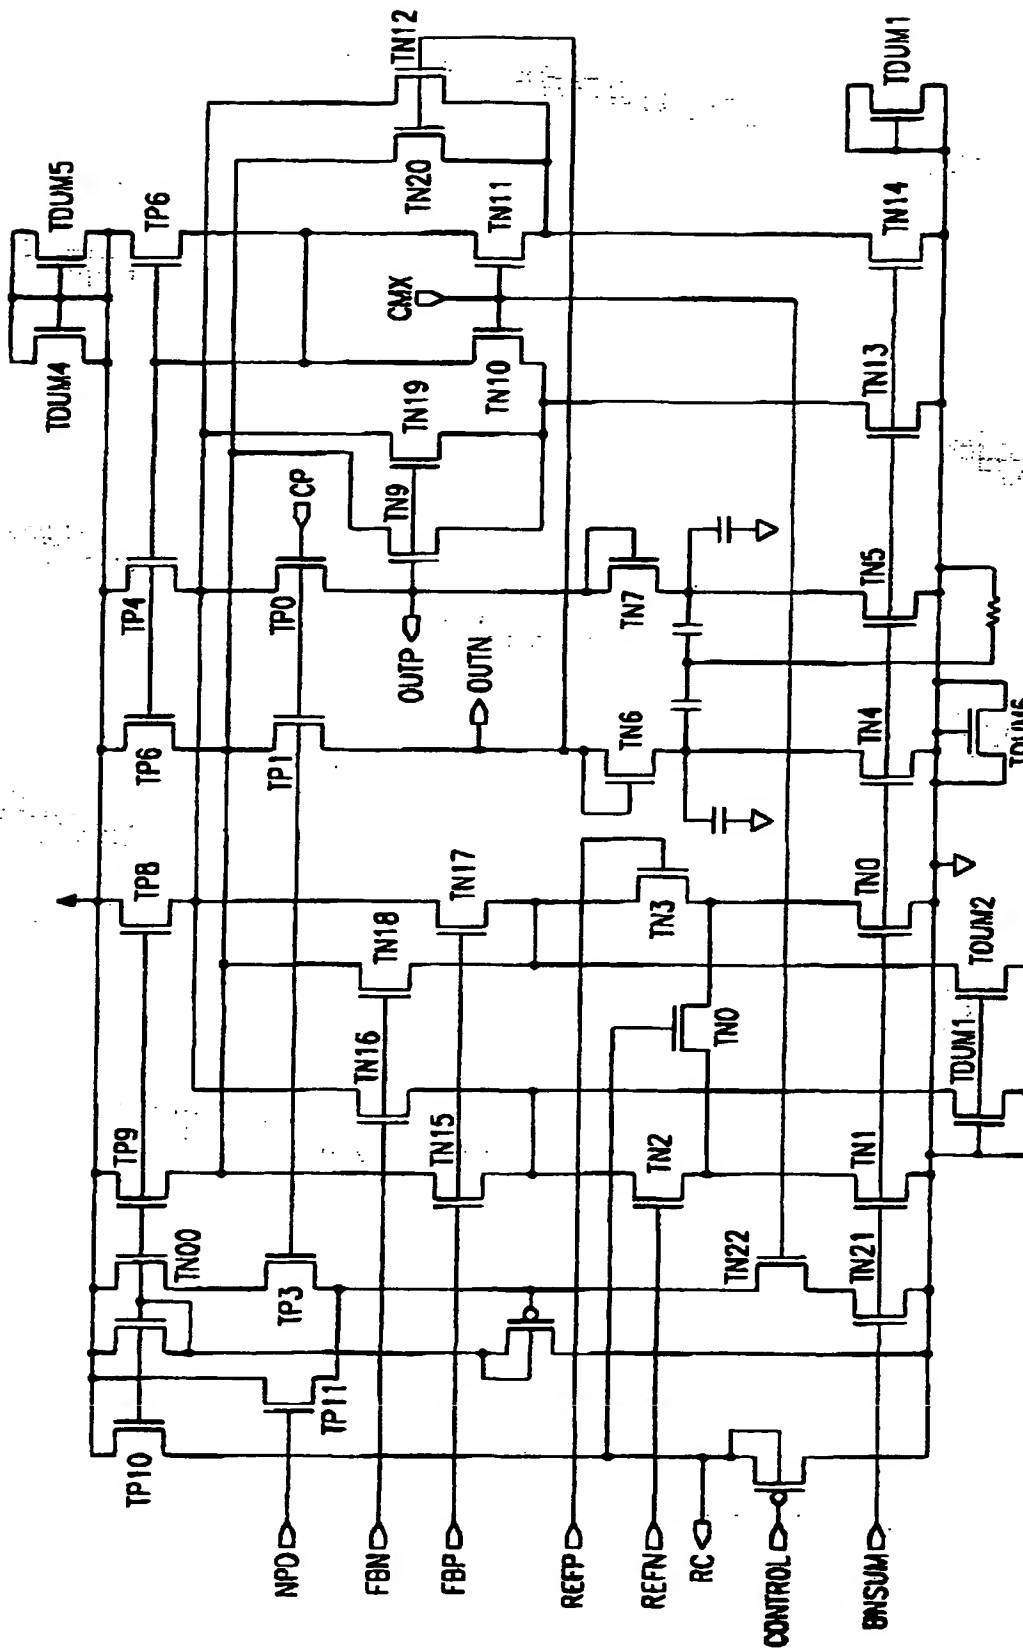 TDUM4
TDUM5
TP6
TP4
TP6
TP8
TP9
TN00
TP10
TN12
TN20
TN11
CMX
TN10
TN19
TN9
CP
TP0
OUTP
TP1
OUTN
TN18
TN17
TN16
TN15
TP3
TP11
NPD
FBN
FBP
TN7
TN6
TN3
TN0
TN2
TN22
REFP
REFN
RC
CONTROL
BNSUM
TDUM1
TN14
TN13
TN5
TN4
TN0
TN1
TN21
TDUM6
TDUM2
TDUM1